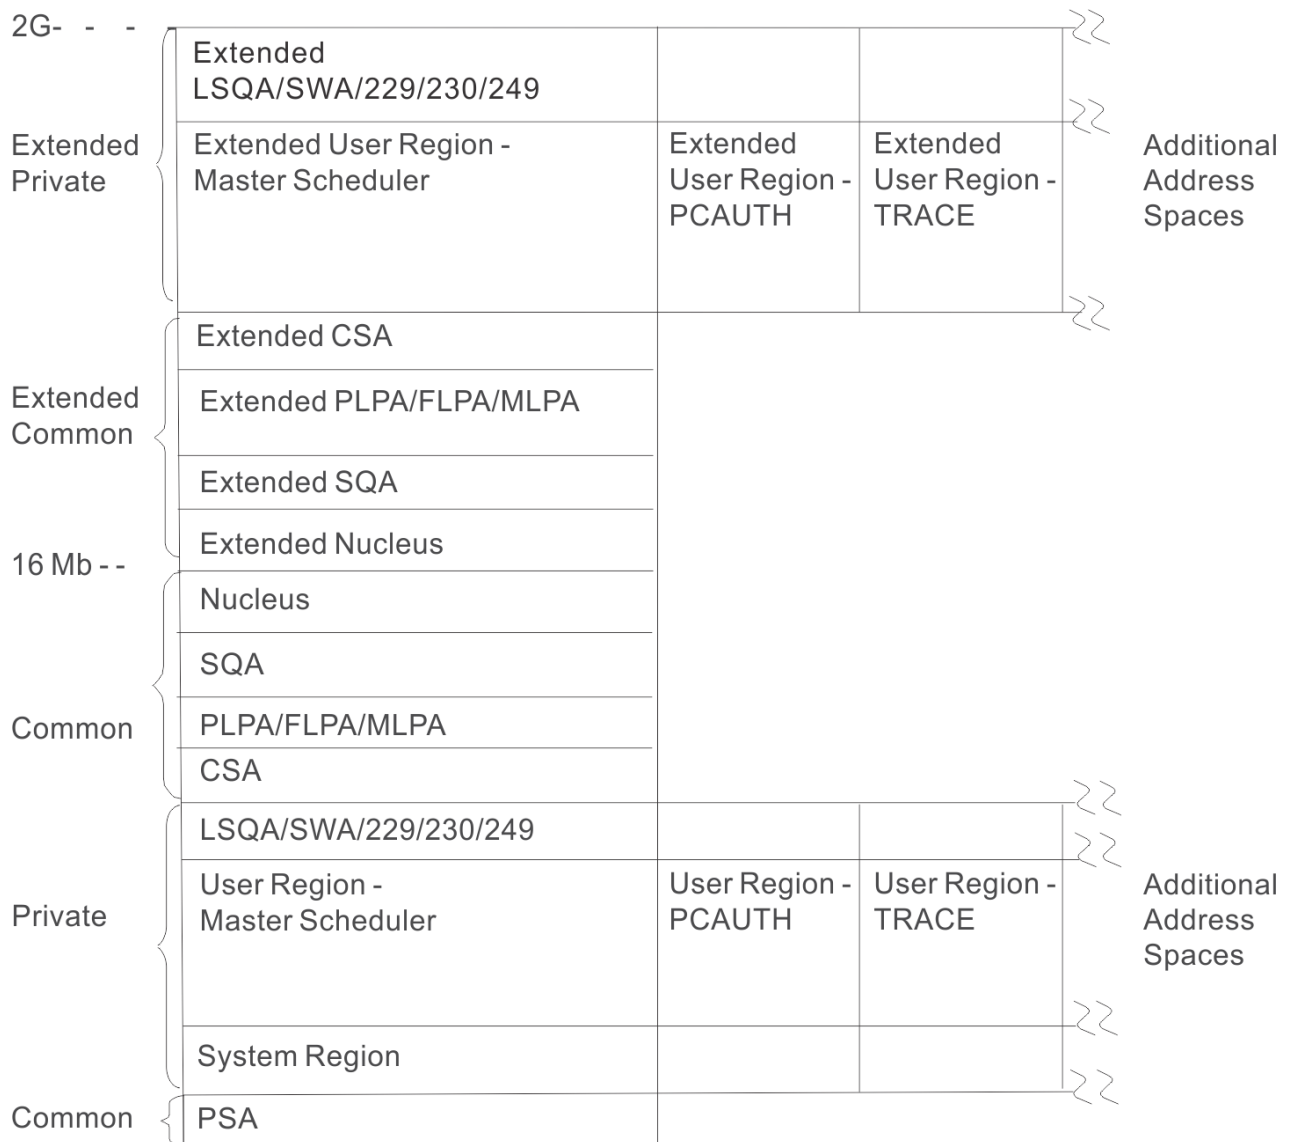 2G- - - -
Extended
LSQA/SWA/229/230/249
Extended
Private
Extended User Region -
Master Scheduler
Extended
User Region -
PCAUTH
Extended
User Region -
TRACE
Additional
Address
Spaces
Extended CSA
Extended
Common
Extended PLPA/FLPA/MLPA
Extended SQA
Extended Nucleus
16 Mb - -
Nucleus
SQA
Common
PLPA/FLPA/MLPA
CSA
LSQA/SWA/229/230/249
Private
User Region -
Master Scheduler
User Region -
PCAUTH
User Region -
TRACE
Additional
Address
Spaces
System Region
Common
PSA